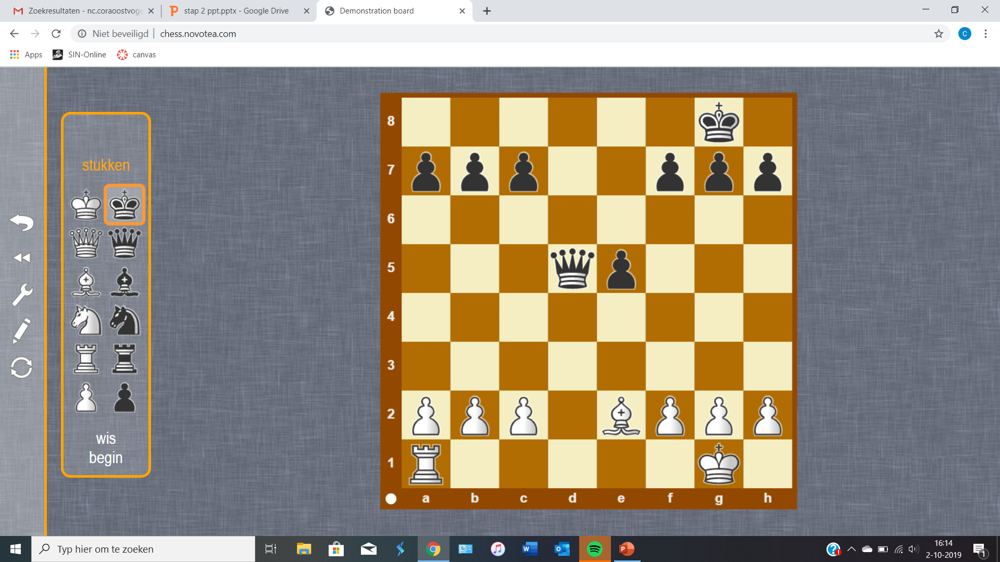 Zoekresultaten - nc.coraoostvoge
stap 2 ppt.pptx - Google Drive
Demonstration board
Niet beveiligd | chess.novotea.com
C
Apps
SIN-Online
canvas
stukken
wis
begin
8
7
6
5
4
3
2
1
a b c d e f g h
Typ hier om te zoeken
16:14
2-10-2019
1